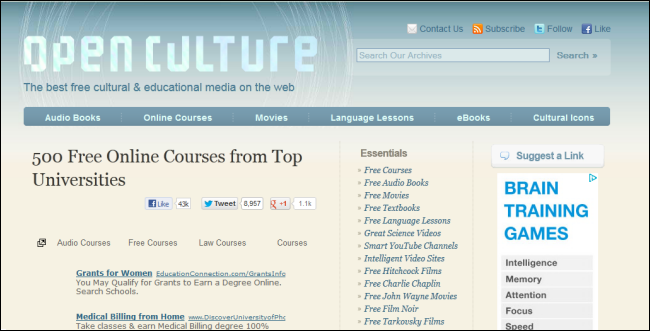 Contact Us Subscribe Follow Like
OPEN CULTURE
Search Our Archives Search »
The best free cultural & educational media on the web
Audio Books Online Courses Movies Language Lessons eBooks Cultural Icons
500 Free Online Courses from Top
Universities
Like 43k Tweet 8,957 +1 1.1k
Audio Courses Free Courses Law Courses Courses
Grants for Women EducationConnection.com/GrantsInfo
You May Qualify for Grants to Earn a Degree Online.
Search Schools.
Medical Billing from Home www.DiscoverUniversityofPho
Take classes & earn Medical Billing degree 100%
Essentials
Free Courses
Free Audio Books
Free Movies
Free Textbooks
Free Language Lessons
Great Science Videos
Smart YouTube Channels
Intelligent Video Sites
Free Hitchcock Films
Free Charlie Chaplin
Free John Wayne Movies
Free Film Noir
Free Tarkovsky Films
Suggest a Link
BRAIN
TRAINING
GAMES
Intelligence
Memory
Attention
Focus
Speed